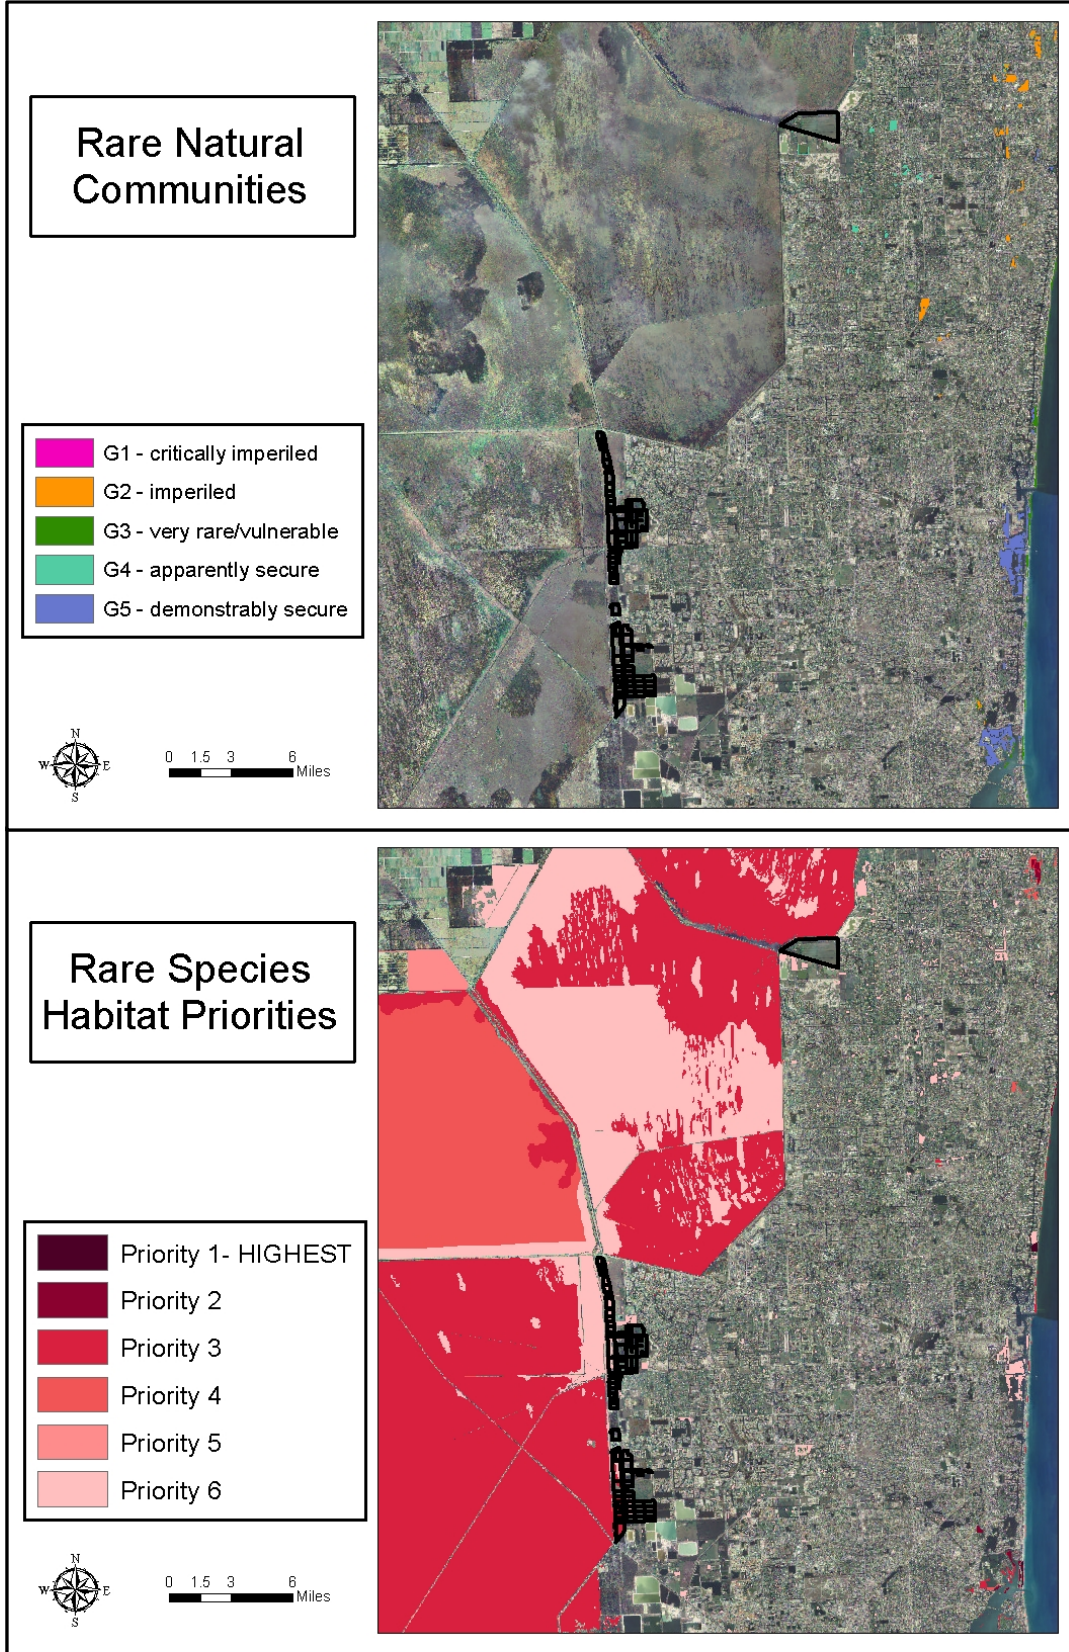 Rare Natural
Communities
G1 - critically imperiled
G2 - imperiled
G3 - very rare/vulnerable
G4 - apparently secure
G5 - demonstrably secure
N
W E
S
0 1.5 3 6
Miles
Rare Species
Habitat Priorities
Priority 1- HIGHEST
Priority 2
Priority 3
Priority 4
Priority 5
Priority 6
N
W E
S
0 1.5 3 6
Miles